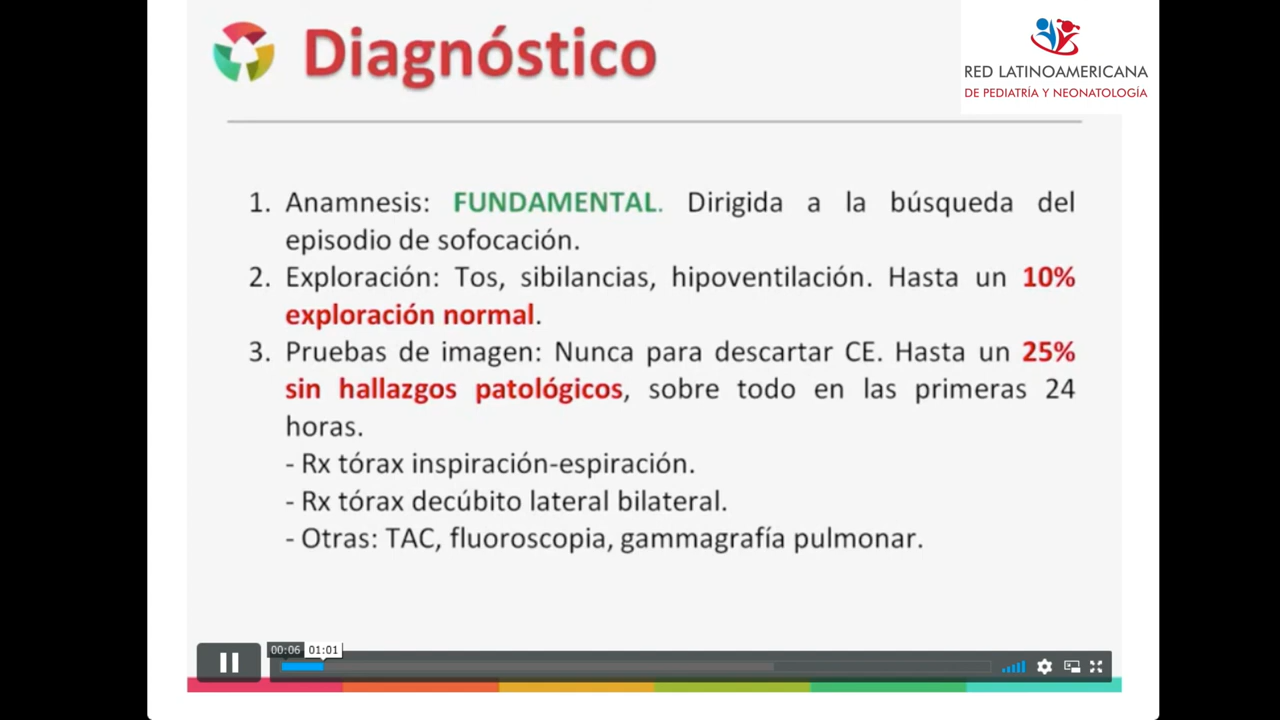 Diagnóstico
RED LATINOAMERICANA
DE PEDIATRÍA Y NEONATOLOGÍA
1. Anamnesis: FUNDAMENTAL. Dirigida a la búsqueda del
episodio de sofocación.
2. Exploración: Tos, sibilancias, hipoventilación. Hasta un 10%
exploración normal.
3. Pruebas de imagen: Nunca para descartar CE. Hasta un 25%
sin hallazgos patológicos, sobre todo en las primeras 24
horas.
- Rx tórax inspiración-espiración.
- Rx tórax decúbito lateral bilateral.
- Otras: TAC, fluoroscopia, gammagrafía pulmonar.
00:06 01:01